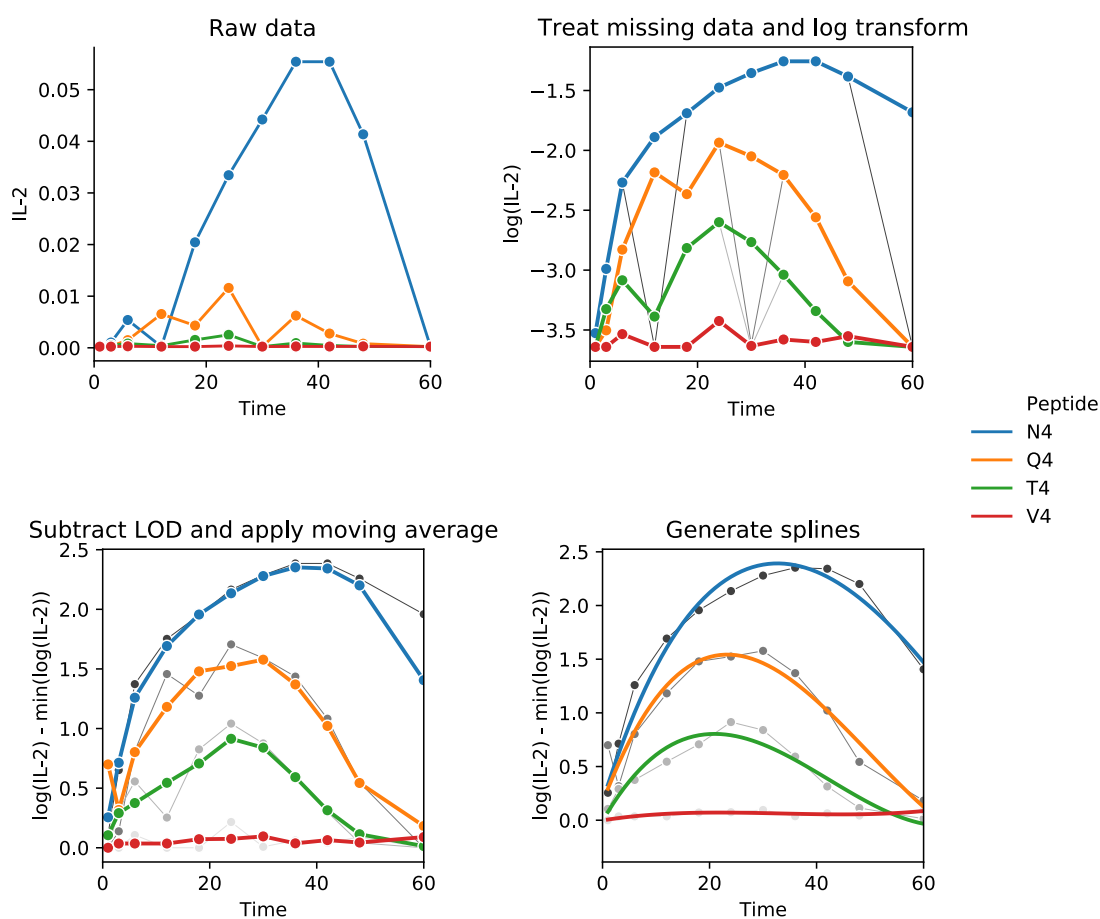 Raw data
IL-2
0.05
0.04
0.03
0.02
0.01
0.00
0 20 40 60
Time
Treat missing data and log transform
log(IL-2)
−1.5
−2.0
−2.5
−3.0
−3.5
0 20 40 60
Time
Peptide
N4
Q4
T4
V4
Subtract LOD and apply moving average
log(IL-2) - min(log(IL-2))
2.5
2.0
1.5
1.0
0.5
0.0
0 20 40 60
Time
Generate splines
log(IL-2) - min(log(IL-2))
2.5
2.0
1.5
1.0
0.5
0.0
0 20 40 60
Time